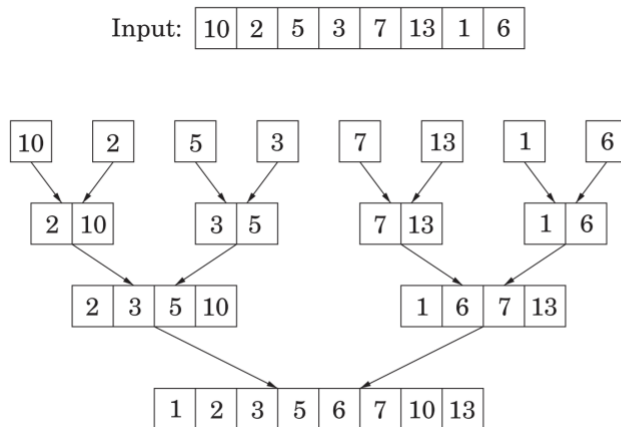 Input: 10 2 5 3 7 13 1 6
10 2 5 3 7 13 1 6
2 10 3 5 7 13 1 6
2 3 5 10 1 6 7 13
1 2 3 5 6 7 10 13